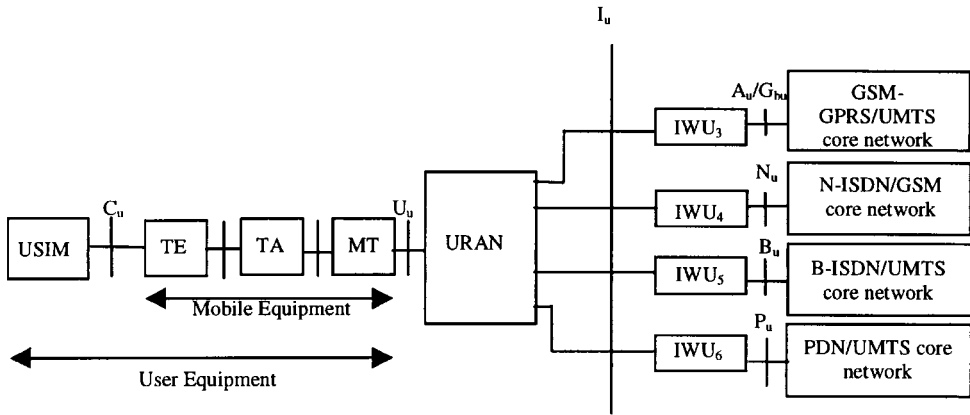 I_u
A_u/G_bu
GSM-
GPRS/UMTS
core network
IWU_3
N_u
N-ISDN/GSM
core network
IWU_4
C_u
U_u
USIM
TE
TA
MT
URAN
B_u
B-ISDN/UMTS
core network
IWU_5
Mobile Equipment
P_u
PDN/UMTS core
network
IWU_6
User Equipment